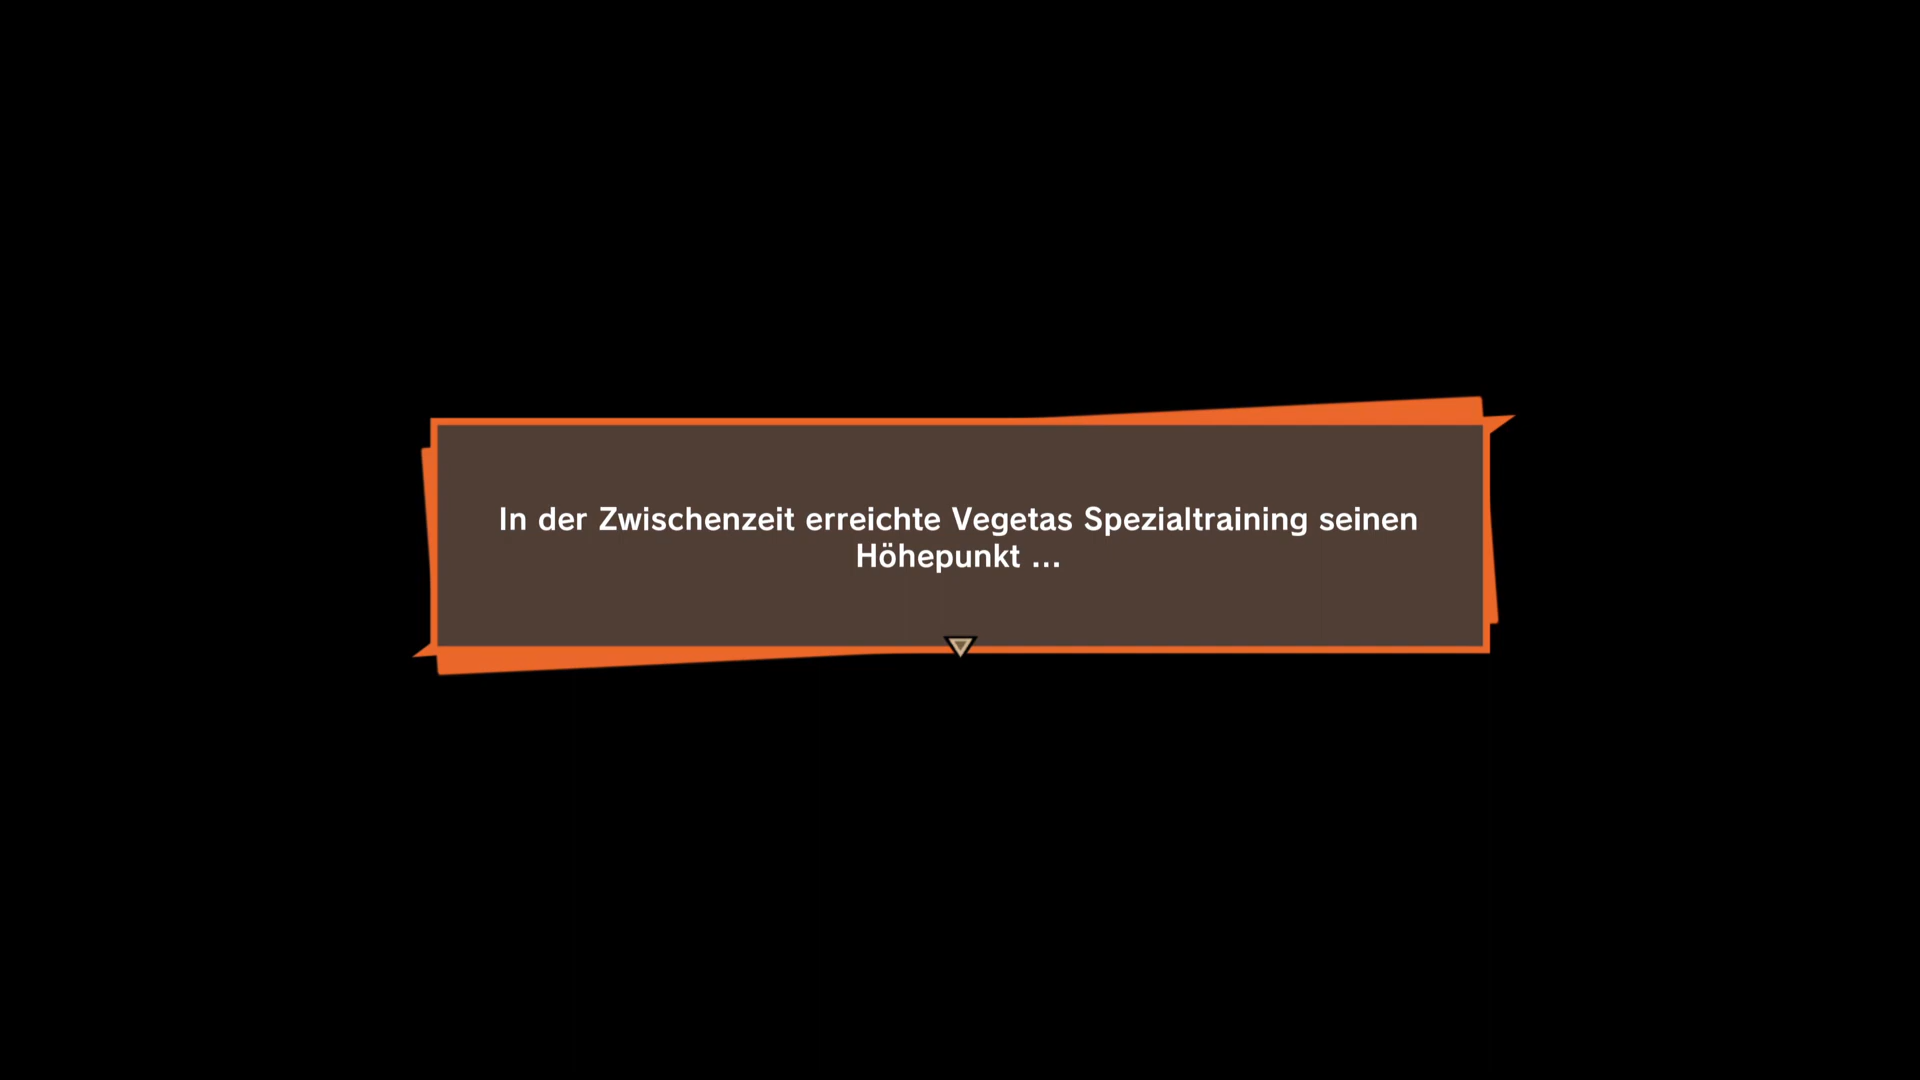 In der Zwischenzeit erreichte Vegetas Spezialtraining seinen
Höhepunkt ...